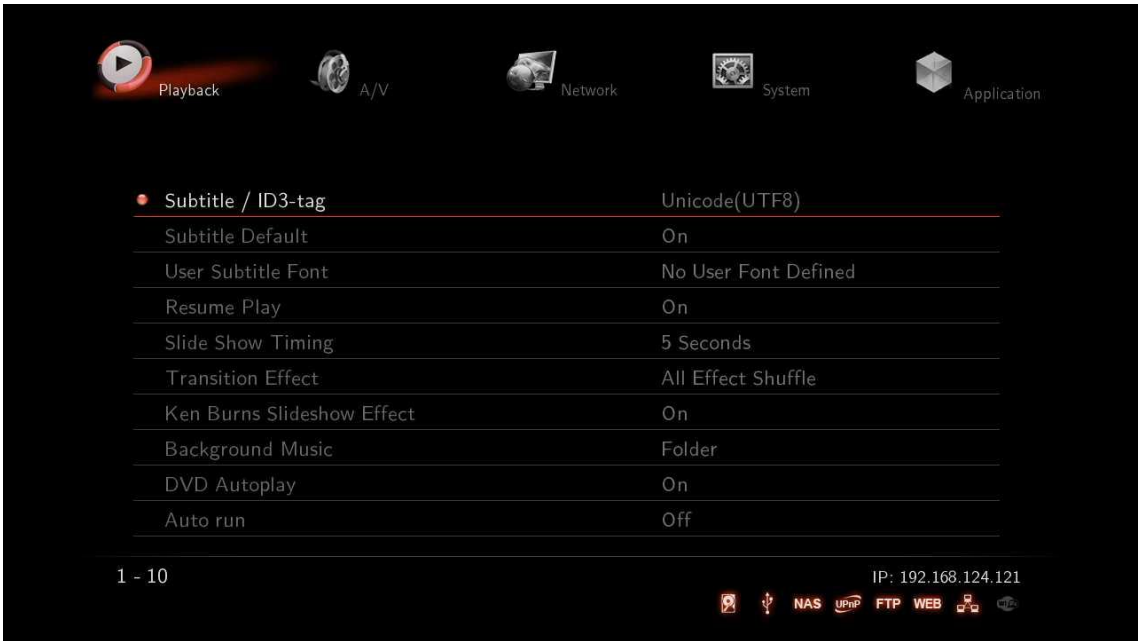 Playback A/V Network System Application
Subtitle / ID3-tag Unicode(UTF8)
Subtitle Default On
User Subtitle Font No User Font Defined
Resume Play On
Slide Show Timing 5 Seconds
Transition Effect All Effect Shuffle
Ken Burns Slideshow Effect On
Background Music Folder
DVD Autoplay On
Auto run Off
1 - 10 IP: 192.168.124.121
NAS UPnP FTP WEB